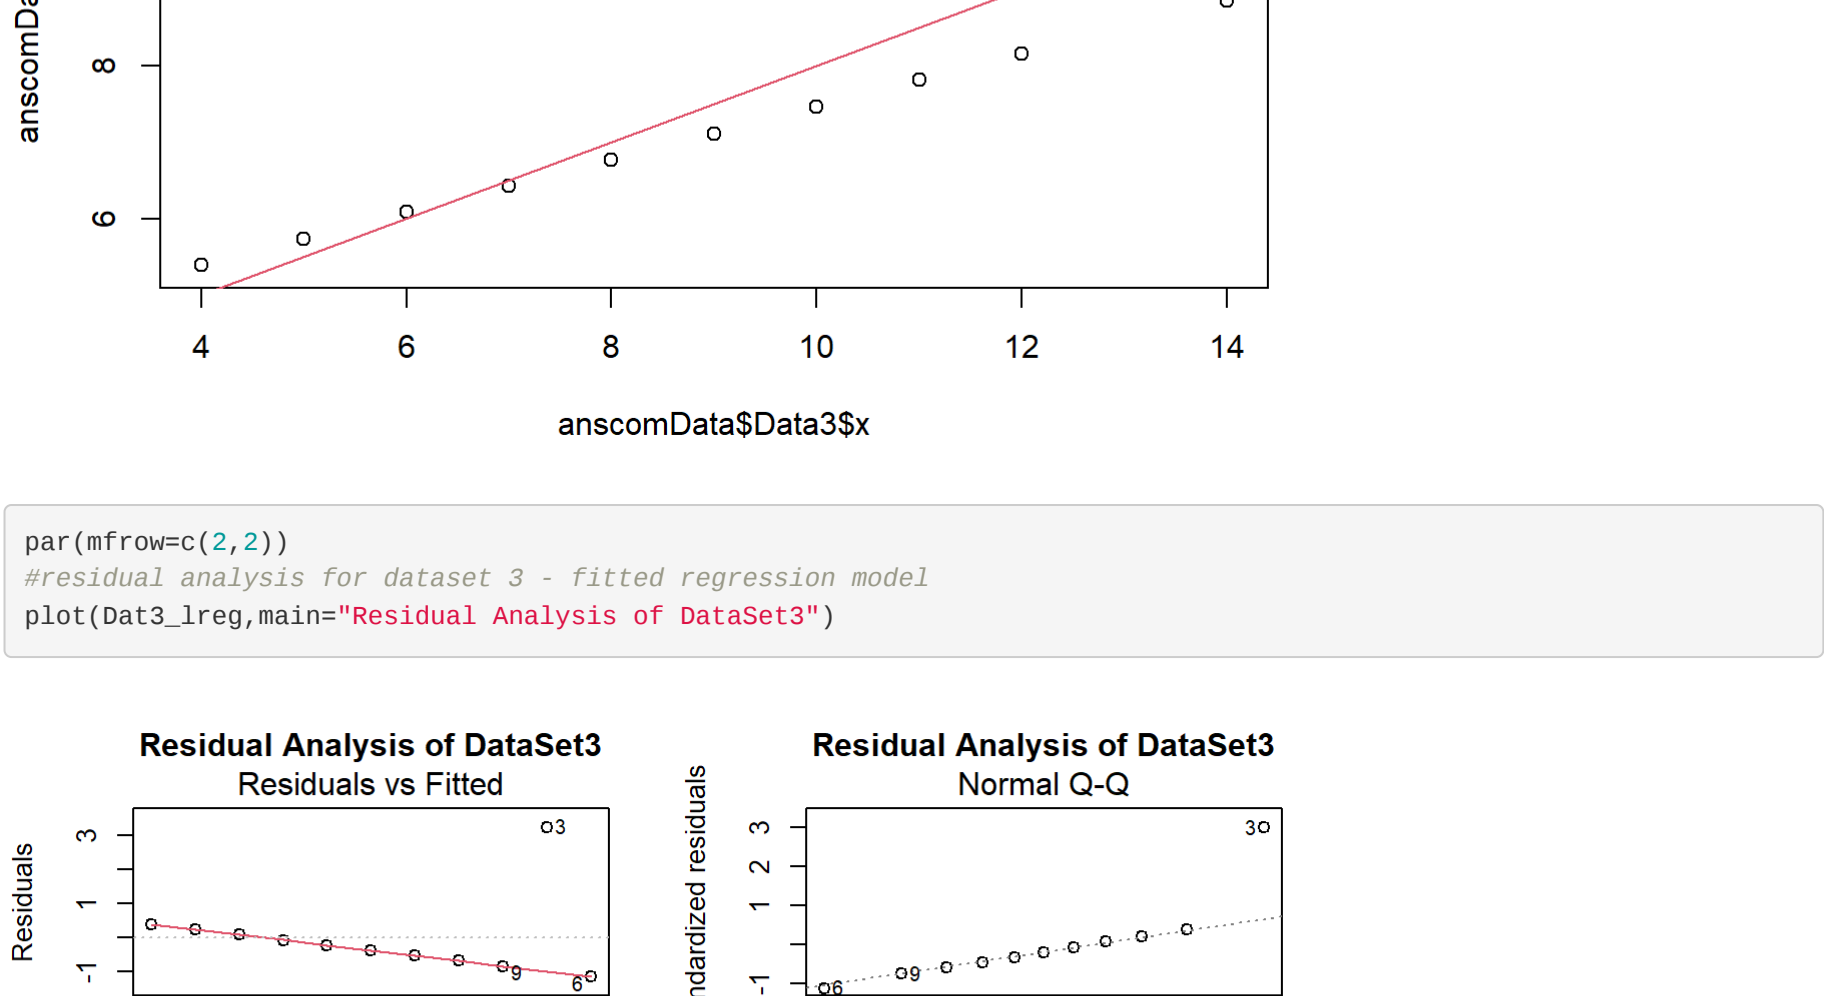 anscomDa
8
6
4 6 8 10 12 14
anscomData$Data3$x
par(mfrow=c(2,2))
#residual analysis for dataset 3 - fitted regression model
plot(Dat3_lreg,main="Residual Analysis of DataSet3")
Residual Analysis of DataSet3
Residuals vs Fitted
Residuals
3
1
-1
3
9
6
Residual Analysis of DataSet3
Normal Q-Q
ndardized residuals
3
2
1
-1
3
9
6